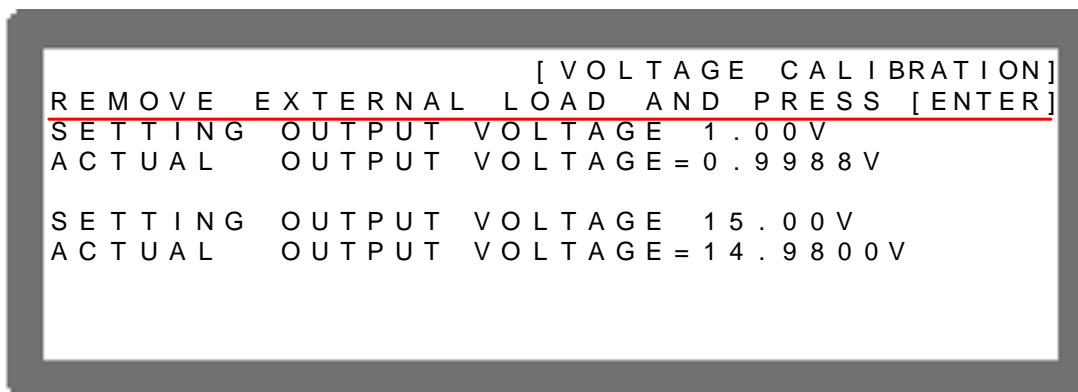 [VOLTAGE CALIBRATION]
REMOVE EXTERNAL LOAD AND PRESS [ENTER]
SETTING OUTPUT VOLTAGE 1.00V
ACTUAL OUTPUT VOLTAGE=0.9988V
SETTING OUTPUT VOLTAGE 15.00V
ACTUAL OUTPUT VOLTAGE=14.9800V